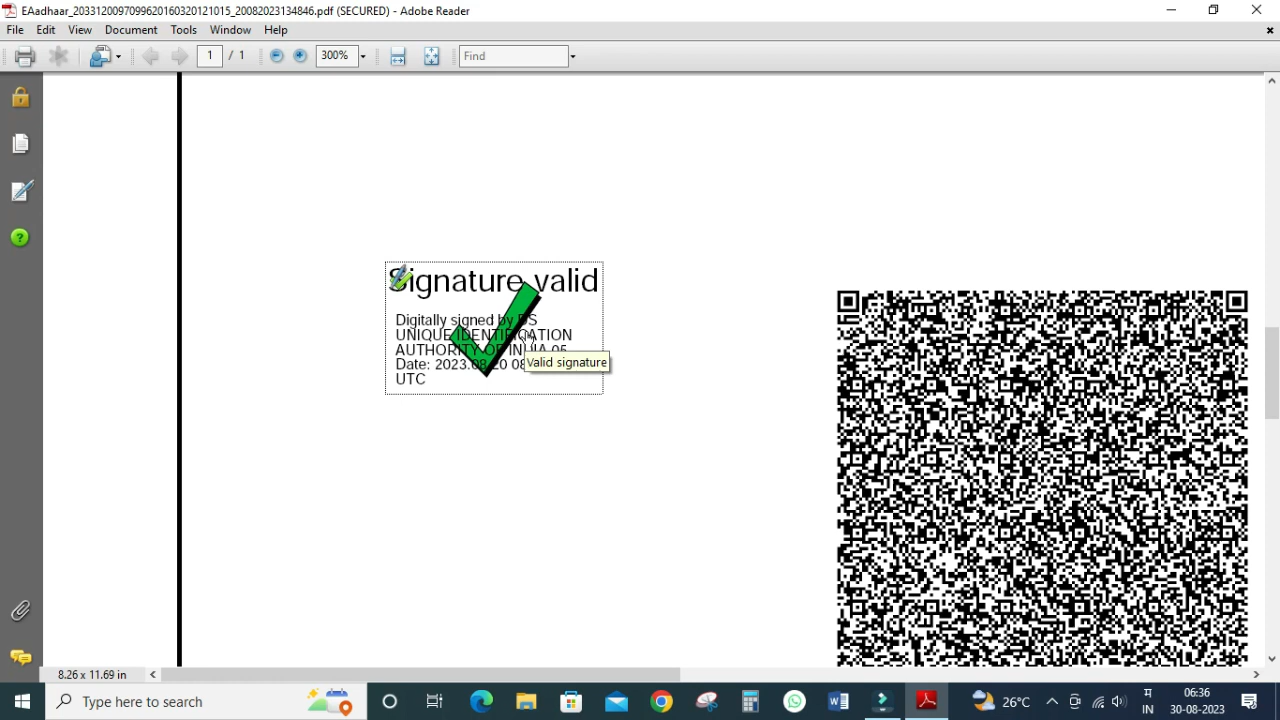 EAadhaar_2033120097099620160320121015_20082023134846.pdf (SECURED) - Adobe Reader
File Edit View Document Tools Window Help
1 / 1 300% Find
Signature valid
Digitally signed by DS
UNIQUE IDENTIFICATION
AUTHORITY OF INDIA 05
Date: 2023.08.20 08
UTC
Valid signature
8.26 x 11.69 in
Type here to search
26°C
IN
06:36
30-08-2023